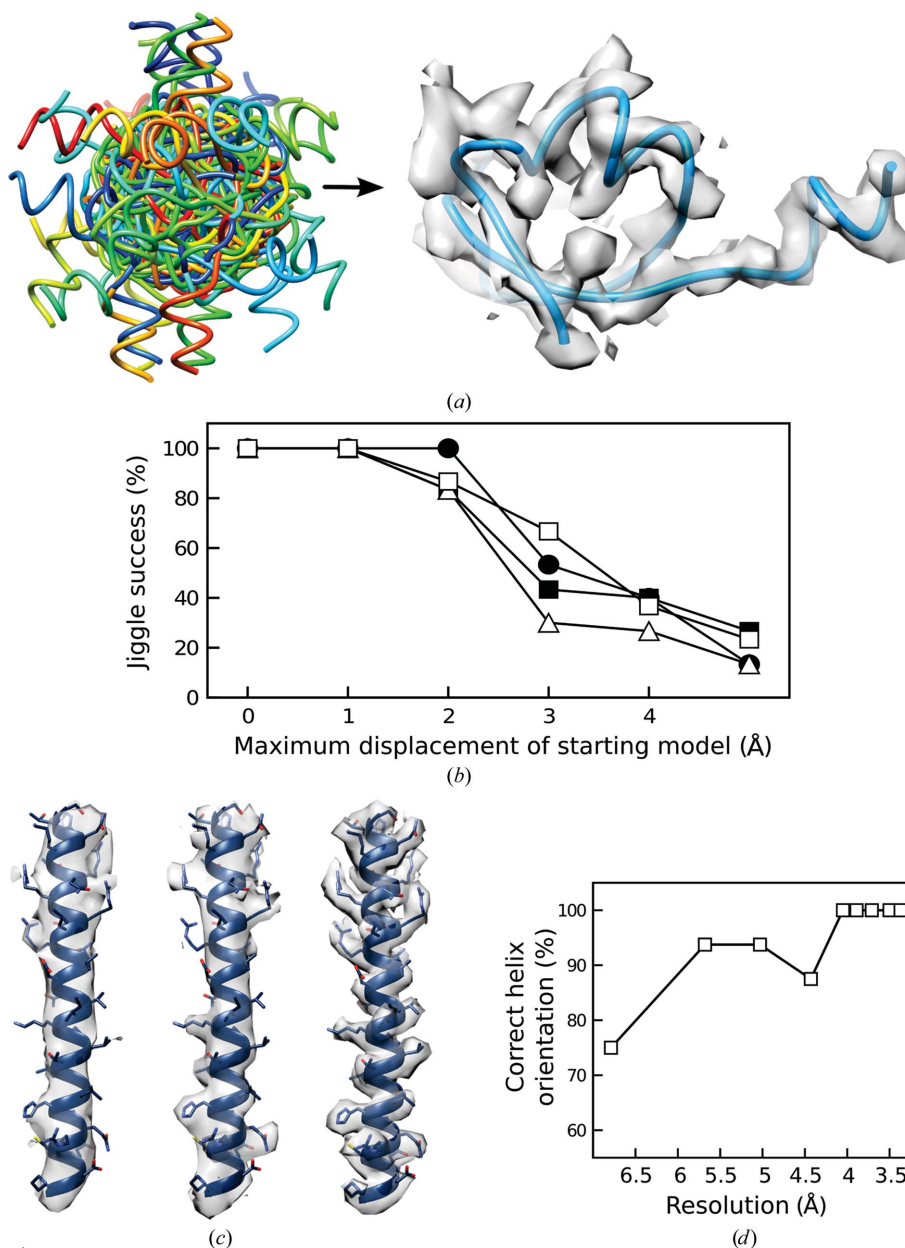 (a)
Jiggle success (%)
100
80
60
40
20
0
0 1 2 3 4
Maximum displacement of starting model (Å)
(b)
(c)
Correct helix
orientation (%)
100
90
80
70
60
6.5 6 5.5 5 4.5 4 3.5
Resolution (Å)
(d)